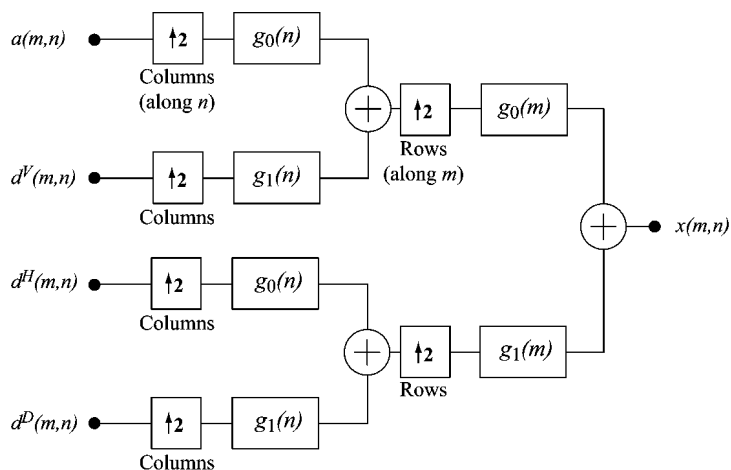 a(m,n)
↑2
g₀(n)
Columns
(along n)
+
↑2
g₀(m)
Rows
(along m)
dⱽ(m,n)
↑2
g₁(n)
Columns
+
x(m,n)
dᴴ(m,n)
↑2
g₀(n)
Columns
+
↑2
g₁(m)
Rows
dᴰ(m,n)
↑2
g₁(n)
Columns